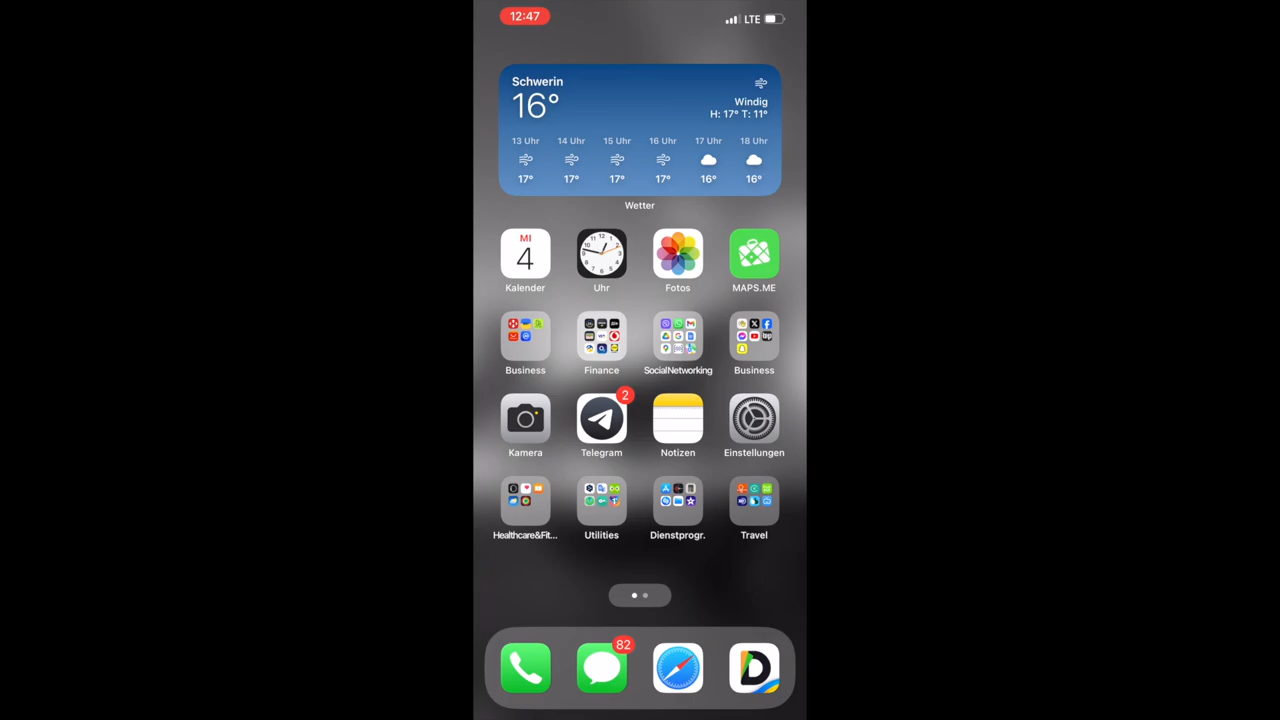 12:47
LTE
Schwerin
16°
Windig
H: 17° T: 11°
13 Uhr 14 Uhr 15 Uhr 16 Uhr 17 Uhr 18 Uhr
17° 17° 17° 17° 16° 16°
Wetter
MI
4
Kalender Uhr Fotos MAPS.ME
Business Finance SocialNetworking Business
2
Kamera Telegram Notizen Einstellungen
Healthcare&Fit... Utilities Dienstprogr. Travel
82